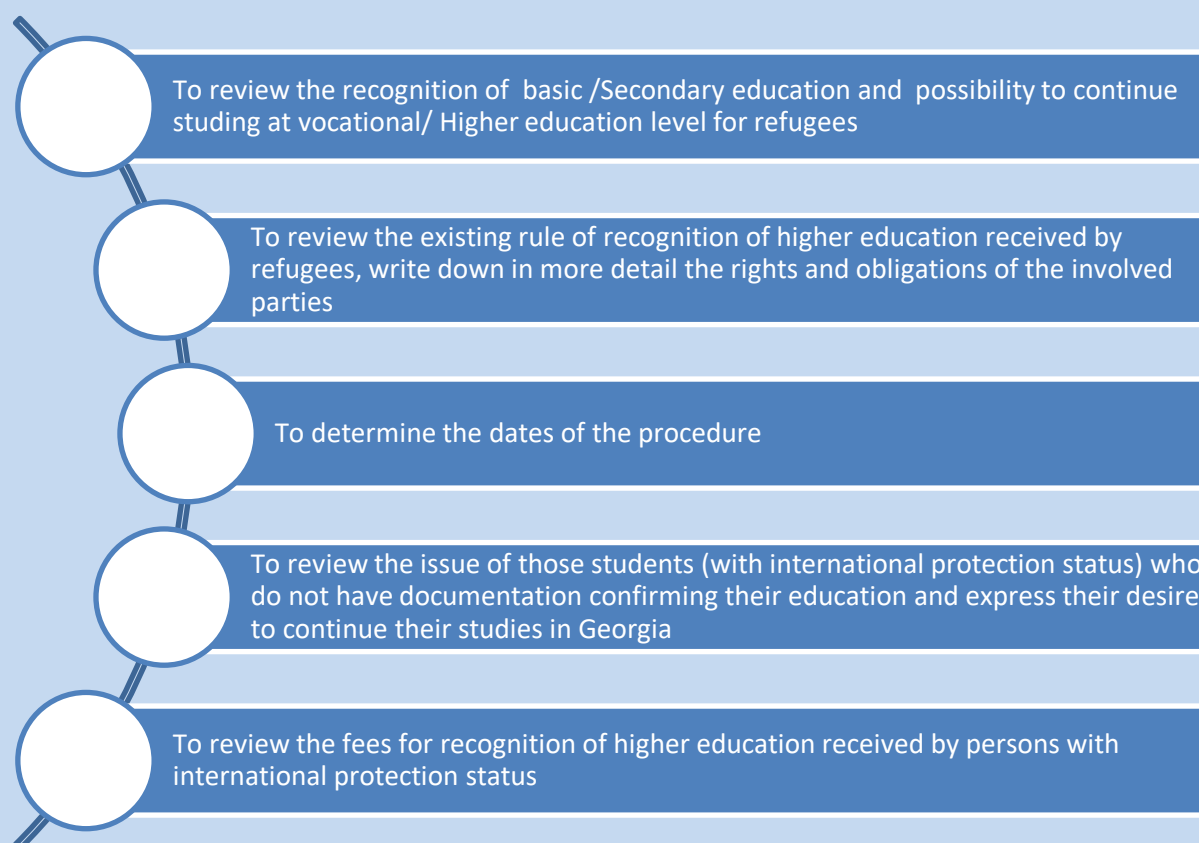 To review the recognition of basic /Secondary education and possibility to continue
studing at vocational/ Higher education level for refugees
To review the existing rule of recognition of higher education received by
refugees, write down in more detail the rights and obligations of the involved
parties
To determine the dates of the procedure
To review the issue of those students (with international protection status) who
do not have documentation confirming their education and express their desire
to continue their studies in Georgia
To review the fees for recognition of higher education received by persons with
international protection status